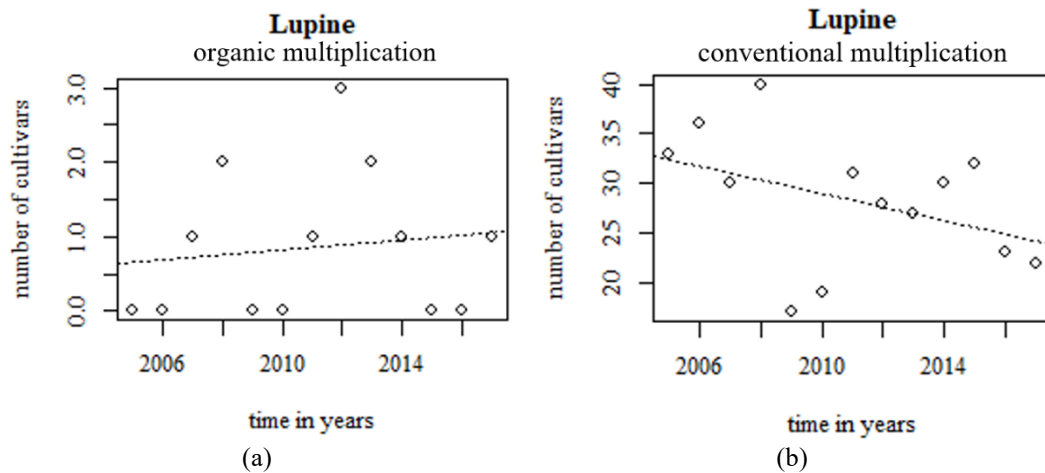 Lupine
organic multiplication
number of cultivars
3.0
2.0
1.0
0.0
2006 2010 2014
time in years
(a)
Lupine
conventional multiplication
number of cultivars
40
35
30
25
20
2006 2010 2014
time in years
(b)